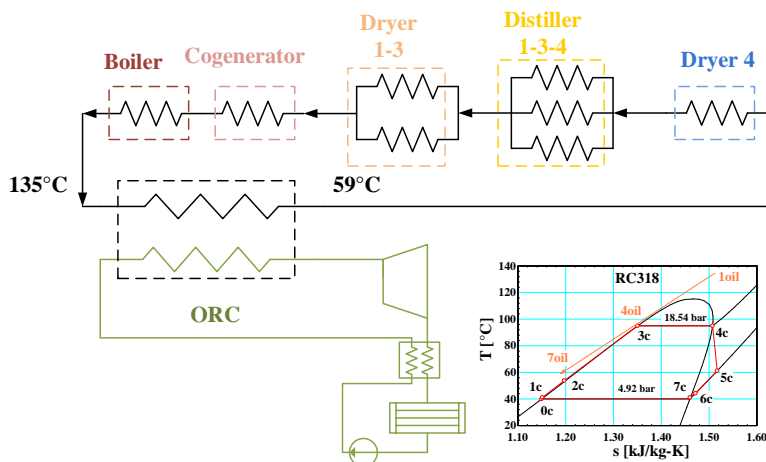 Distiller
1-3-4
Dryer
1-3
Boiler
Cogenerator
Dryer 4
135°C
59°C
ORC
RC318
T [°C]
140
120
100
80
60
40
20
1oil
4oil
18.54 bar
3c
4c
7oil
5c
1c
2c
4.92 bar
7c
6c
0c
1.10
1.20
1.30
1.40
1.50
1.60
s [kJ/kg-K]